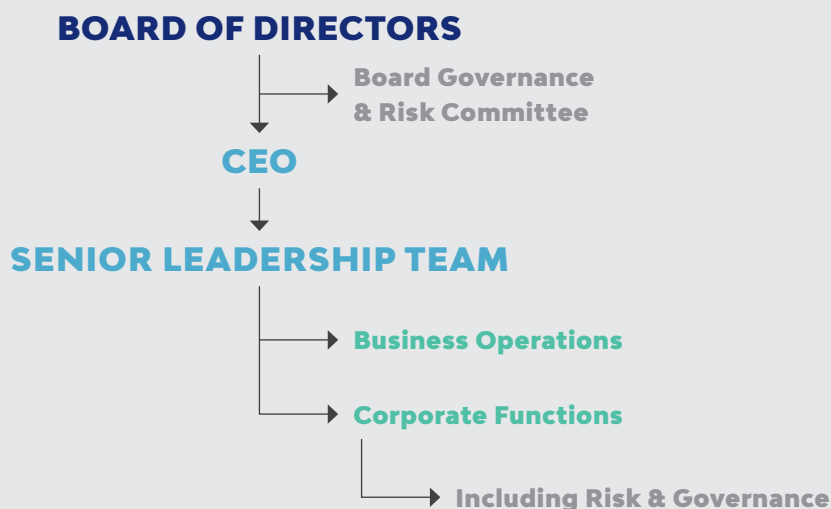 BOARD OF DIRECTORS
Board Governance
& Risk Committee
CEO
SENIOR LEADERSHIP TEAM
Business Operations
Corporate Functions
Including Risk & Governance